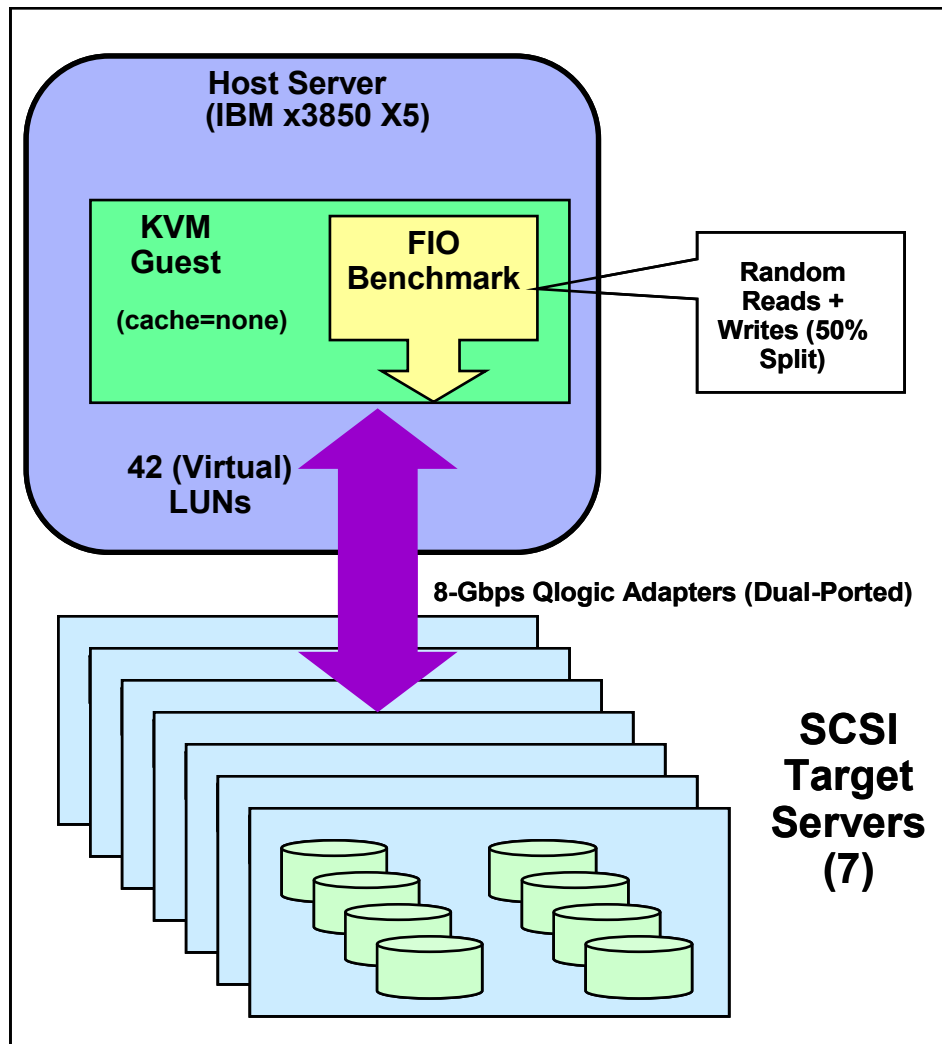 Host Server
(IBM x3850 X5)
KVM
Guest
(cache=none)
FIO
Benchmark
Random
Reads +
Writes (50%
Split)
42 (Virtual)
LUNs
8-Gbps Qlogic Adapters (Dual-Ported)
SCSI
Target
Servers
(7)